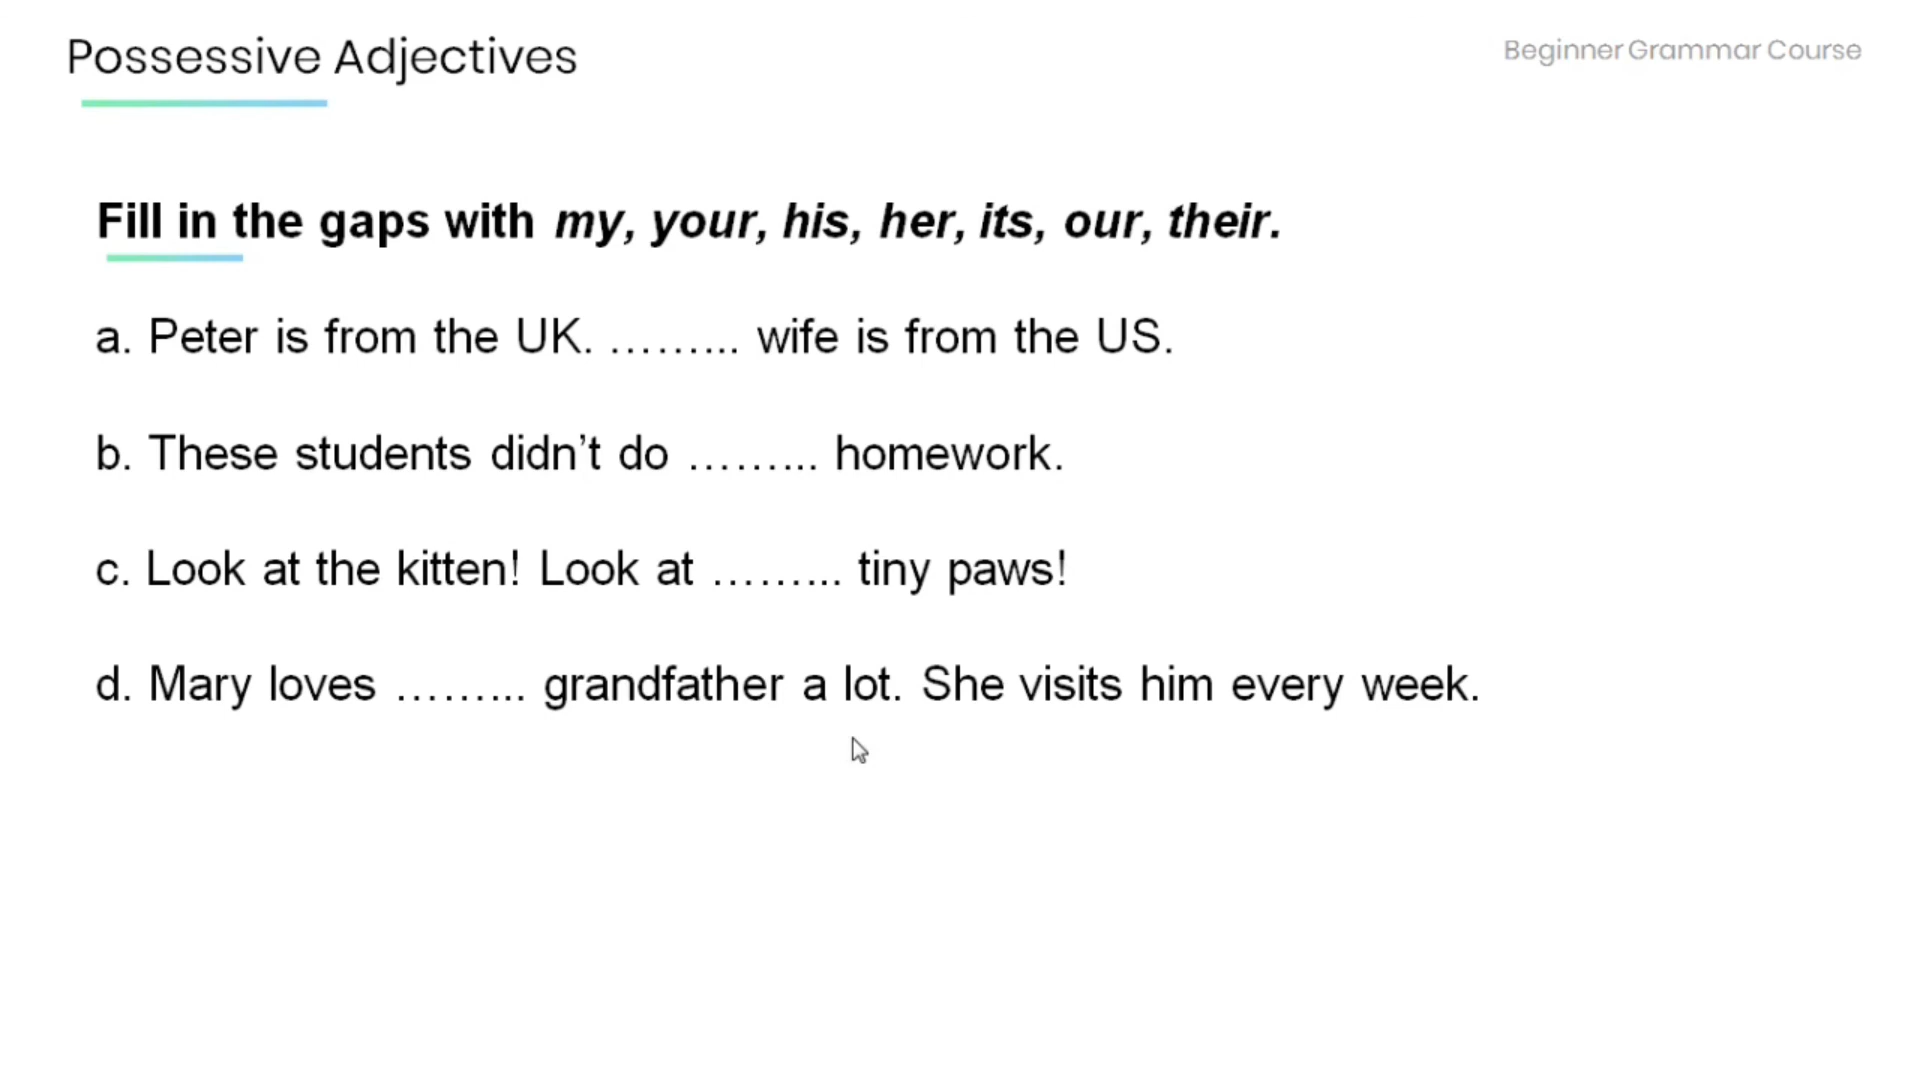 Possessive Adjectives
Beginner Grammar Course
Fill in the gaps with my, your, his, her, its, our, their.
a. Peter is from the UK. ……... wife is from the US.
b. These students didn’t do ……... homework.
c. Look at the kitten! Look at ……... tiny paws!
d. Mary loves ……... grandfather a lot. She visits him every week.